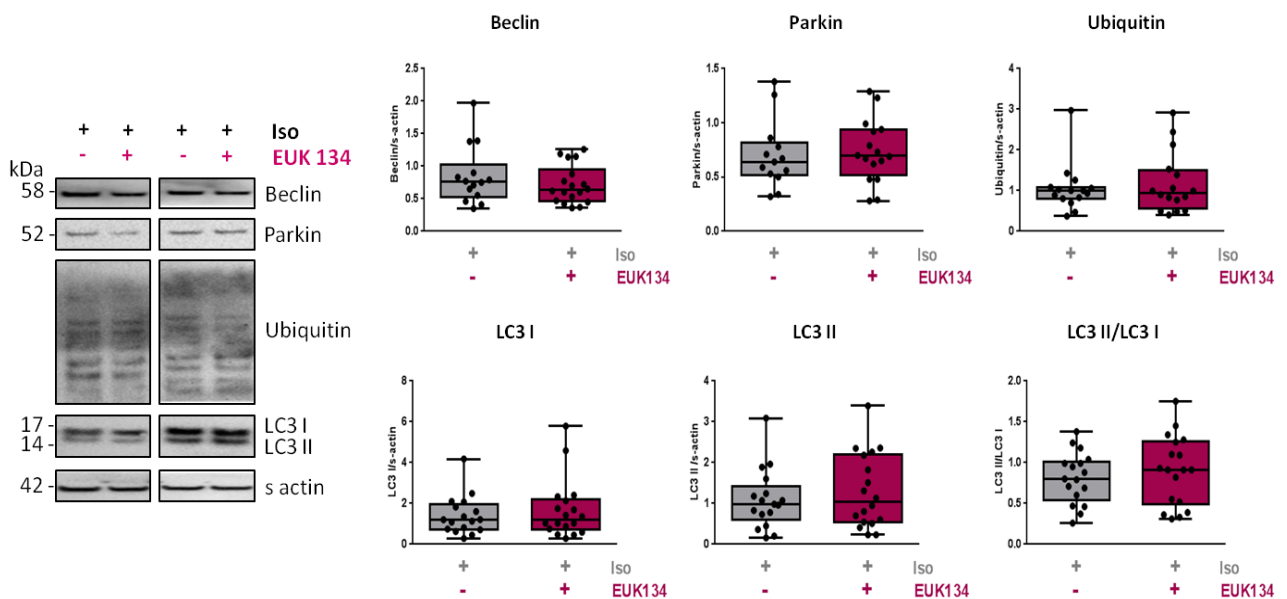 + + + + Iso
- + - + EUK 134
kDa
58 - Beclin
52 - Parkin
Ubiquitin
17 - LC3 I
14 - LC3 II
42 - s actin
Beclin
Beclin/s-actin
2.5
2.0
1.5
1.0
0.5
0.0
+ + Iso
- + EUK134
Parkin
Parkin/s-actin
1.5
1.0
0.5
0.0
+ + Iso
- + EUK134
Ubiquitin
Ubiquitin/s-actin
4
3
2
1
0
+ + Iso
- + EUK134
LC3 I
LC3 I/s-actin
8
6
4
2
0
+ + Iso
- + EUK134
LC3 II
LC3 II /s-actin
4
3
2
1
0
+ + Iso
- + EUK134
LC3 II/LC3 I
LC3 II/LC3 I
2.0
1.5
1.0
0.5
0.0
+ + Iso
- + EUK134